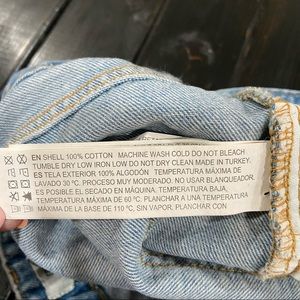 EN SHELL 100% COTTON MACHINE WASH COLD DO NOT BLEACH
TUMBLE DRY LOW IRON LOW DO NOT DRY CLEAN MADE IN TURKEY.
ES TELA EXTERIOR 100% ALGODÓN TEMPERATURA MÁXIMA DE
LAVADO 30 ºC. PROCESO MUY MODERADO. NO USAR BLANQUEADOR.
ES POSIBLE EL SECADO EN MÁQUINA. TEMPERATURA BAJA,
TEMPERATURA MÁXIMA DE 60 ºC. PLANCHAR A UNA TEMPERATURA
MÁXIMA DE LA BASE DE 110 ºC, SIN VAPOR. PLANCHAR CON